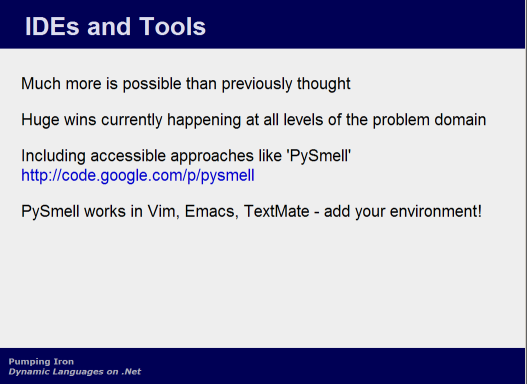 IDEs and Tools
Much more is possible than previously thought
Huge wins currently happening at all levels of the problem domain
Including accessible approaches like 'PySmell'
http://code.google.com/p/pysmell
PySmell works in Vim, Emacs, TextMate - add your environment!
Pumping Iron
Dynamic Languages on .Net